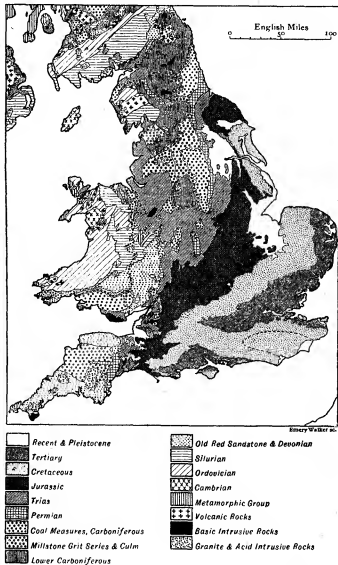 English Miles
0 50 100
Emery Walker sc.
Recent & Pleistocene
Tertiary
Cretaceous
Jurassic
Trias
Permian
Coal Measures, Carboniferous
Millstone Grit Series & Culm
Lower Carboniferous
Old Red Sandstone & Devonian
Silurian
Ordovician
Cambrian
Metamorphic Group
Volcanic Rocks
Basic Intrusive Rocks
Granite & Acid Intrusive Rocks